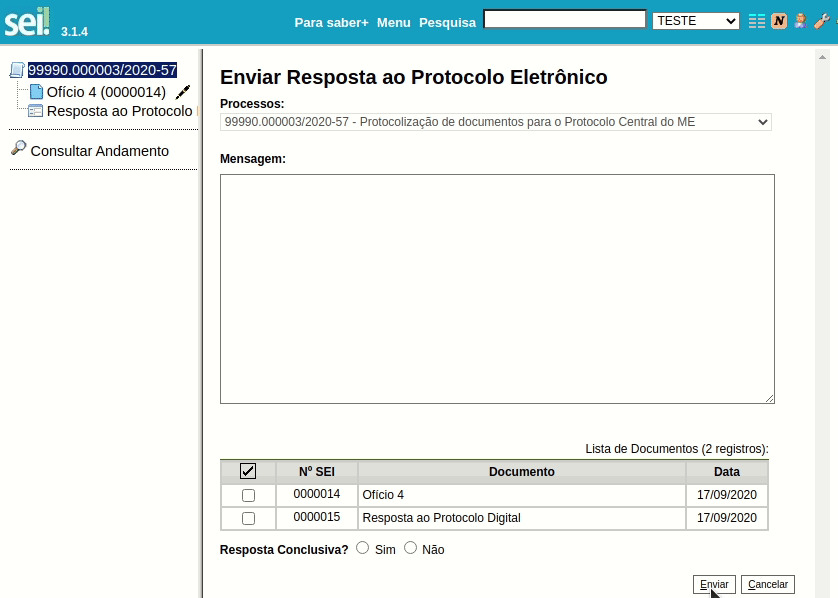 sei! 3.1.4 Para saber+ Menu Pesquisa TESTE N
99990.000003/2020-57
Ofício 4 (0000014)
Resposta ao Protocolo
Consultar Andamento
Enviar Resposta ao Protocolo Eletrônico
Processos:
99990.000003/2020-57 - Protocolização de documentos para o Protocolo Central do ME
Mensagem:
Lista de Documentos (2 registros):
Nº SEI Documento Data
0000014 Ofício 4 17/09/2020
0000015 Resposta ao Protocolo Digital 17/09/2020
Resposta Conclusiva? Sim Não
Enviar Cancelar